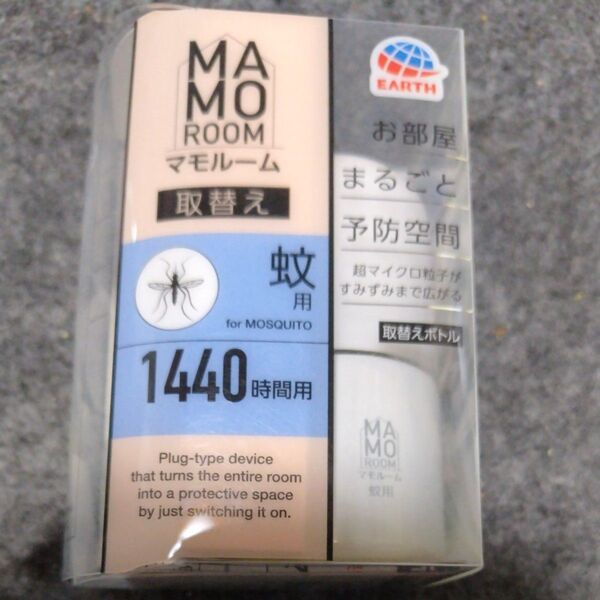 MA
MO
ROOM
マモルーム
取替え
蚊
用
for MOSQUITO
1440時間用
Plug-type device
that turns the entire room
into a protective space
by just switching it on.
EARTH
お部屋
まるごと
予防空間
超マイクロ粒子が
すみずみまで広がる
取替えボトル
MA
MO
ROOM
マモルーム
蚊用